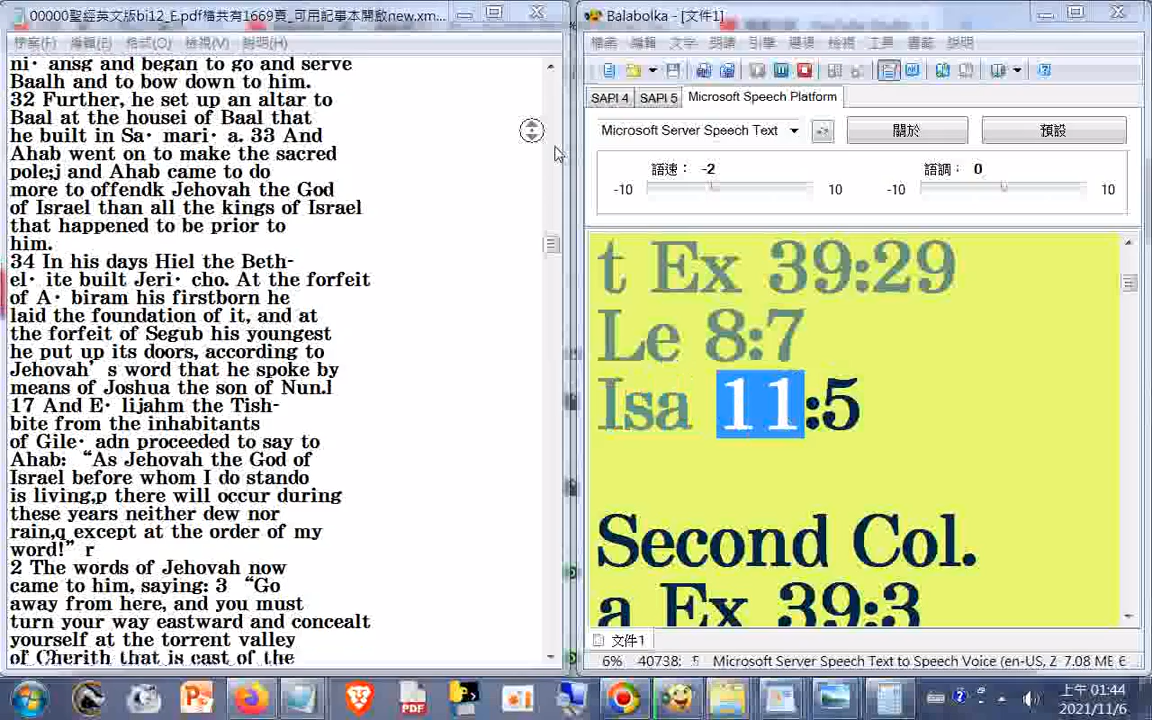 00000聖經英文版bi12_E.pdf檔共有1669頁_可用記事本開啟new.xm...
檔案(F) 編輯(E) 格式(O) 檢視(V) 說明(H)
ni· ansg and began to go and serve
Baalh and to bow down to him.
32 Further, he set up an altar to
Baal at the housei of Baal that
he built in Sa· mari· a. 33 And
Ahab went on to make the sacred
pole;j and Ahab came to do
more to offendk Jehovah the God
of Israel than all the kings of Israel
that happened to be prior to
him.
34 In his days Hiel the Beth-
el· ite built Jeri· cho. At the forfeit
of A· biram his firstborn he
laid the foundation of it, and at
the forfeit of Segub his youngest
he put up its doors, according to
Jehovah’ s word that he spoke by
means of Joshua the son of Nun.l
17 And E· lijahm the Tish-
bite from the inhabitants
of Gile· adn proceeded to say to
Ahab: “As Jehovah the God of
Israel before whom I do stando
is living,p there will occur during
these years neither dew nor
rain,q except at the order of my
word!” r
2 The words of Jehovah now
came to him, saying: 3 “Go
away from here, and you must
turn your way eastward and concealt
yourself at the torrent valley
of Cherith that is east of the
Balabolka - [文件1]
檔案 編輯 文字 朗讀 引擎 選項 檢視 工具 書籤 說明
SAPI 4 SAPI 5 Microsoft Speech Platform
Microsoft Server Speech Text 關於 預設
語速： -2 語調： 0
-10 10 -10 10
t Ex 39:29
Le 8:7
Isa 11:5
Second Col.
a Ex 39:3
文件1
6% 40738: Microsoft Server Speech Text to Speech Voice (en-US, Z 7.08 ME
PDF
上午 01:44
2021/11/6